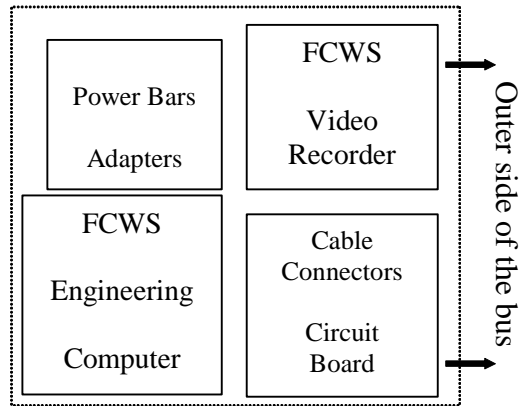 Power Bars
Adapters
FCWS
Video
Recorder
FCWS
Engineering
Computer
Cable
Connectors
Circuit
Board
Outer side of the bus